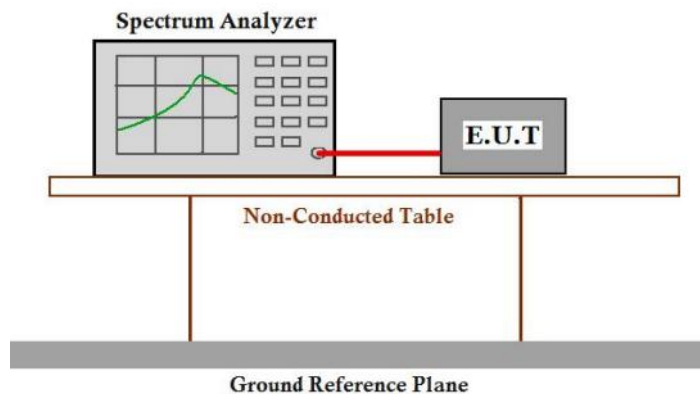 Spectrum Analyzer
E.U.T
Non-Conducted Table
Ground Reference Plane